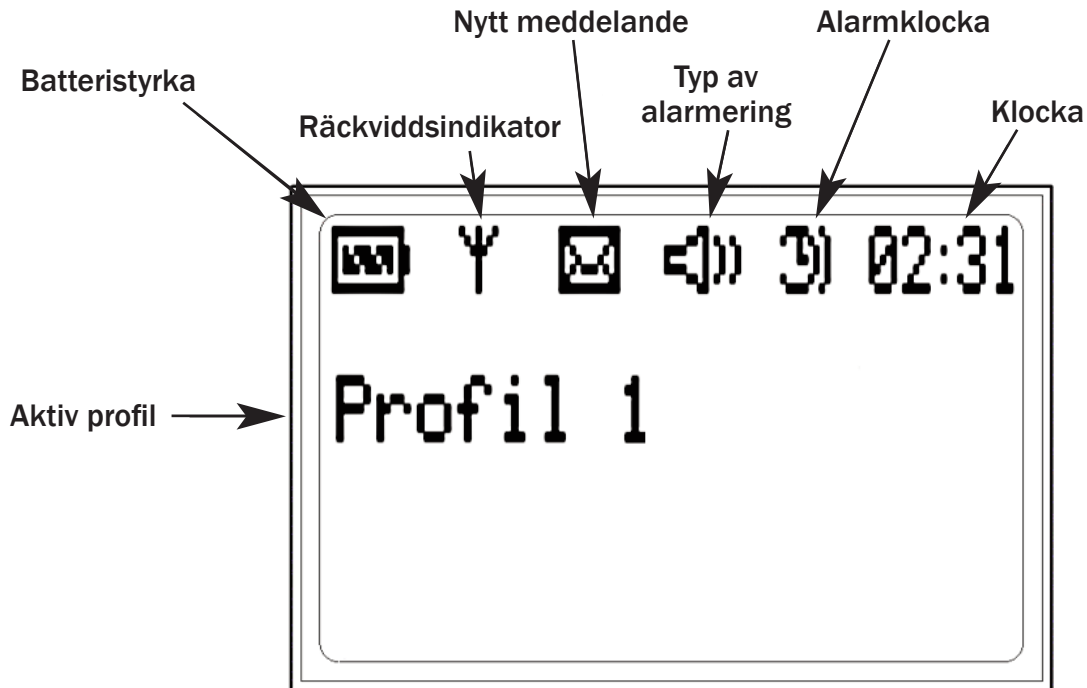 Nytt meddelande
Alarmklocka
Batteristyrka
Typ av
alarmering
Klocka
Räckviddsindikator
02:31
Aktiv profil
Profil 1